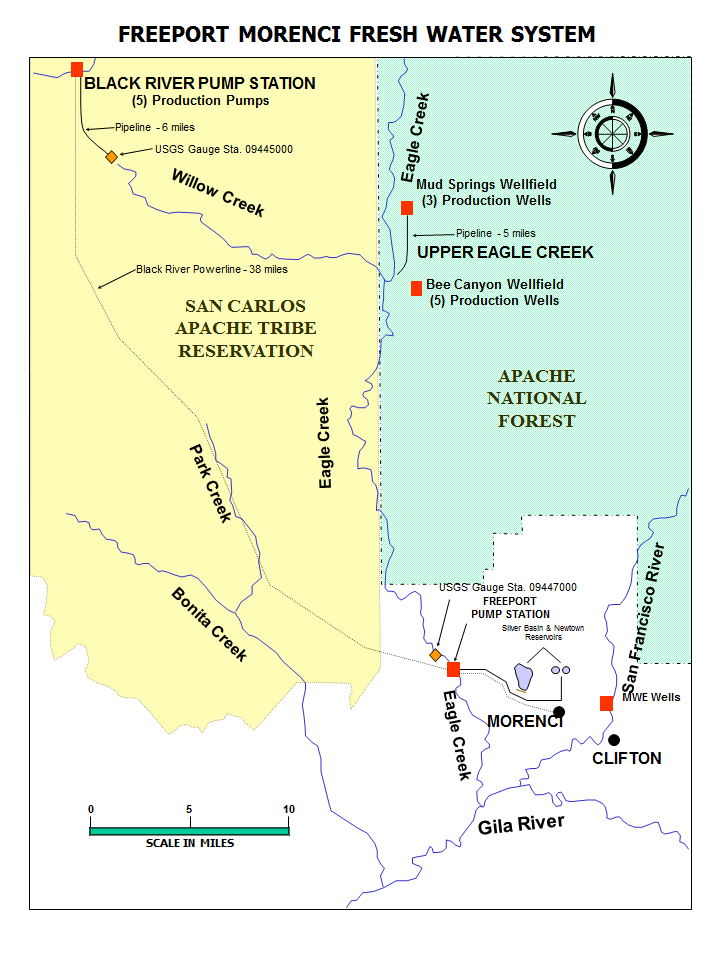 FREEPORT MORENCI FRESH WATER SYSTEM
BLACK RIVER PUMP STATION
(5) Production Pumps
Pipeline - 6 miles
USGS Gauge Sta. 09445000
Willow Creek
Eagle Creek
Mud Springs Wellfield
(3) Production Wells
Pipeline - 5 miles
UPPER EAGLE CREEK
Black River Powerline - 38 miles
Bee Canyon Wellfield
(5) Production Wells
SAN CARLOS
APACHE TRIBE
RESERVATION
APACHE
NATIONAL
FOREST
Eagle Creek
Park Creek
Bonita Creek
USGS Gauge Sta. 09447000
FREEPORT
PUMP STATION
Silver Basin & Newtown
Reservoirs
San Francisco River
MWE Wells
Eagle Creek
MORENCI
CLIFTON
Gila River
0 5 10
SCALE IN MILES